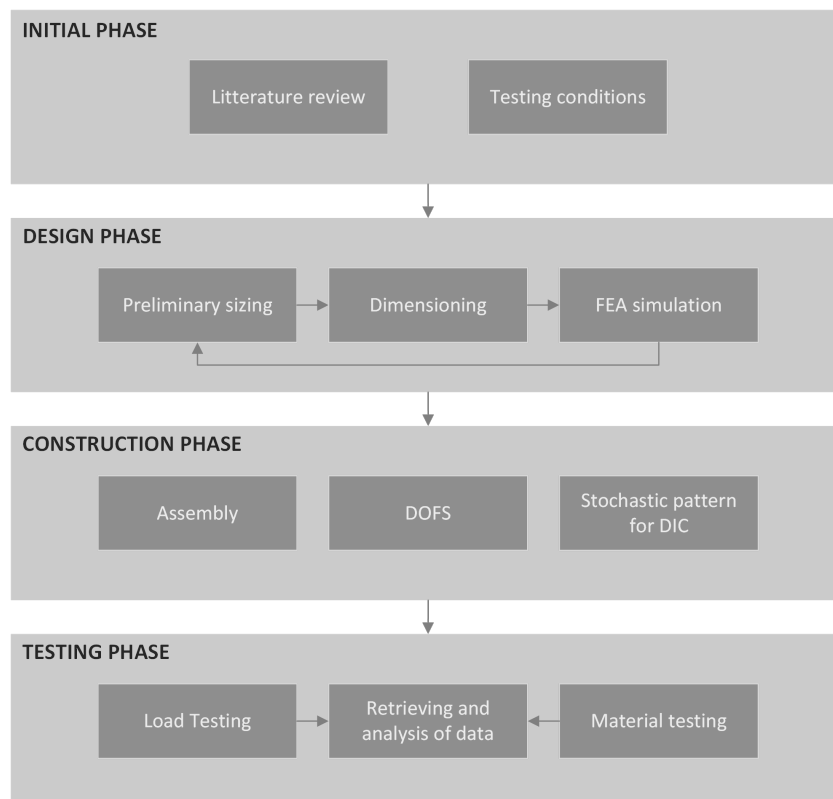 INITIAL PHASE
Litterature review
Testing conditions
DESIGN PHASE
Preliminary sizing
Dimensioning
FEA simulation
CONSTRUCTION PHASE
Assembly
DOFS
Stochastic pattern
for DIC
TESTING PHASE
Load Testing
Retrieving and
analysis of data
Material testing